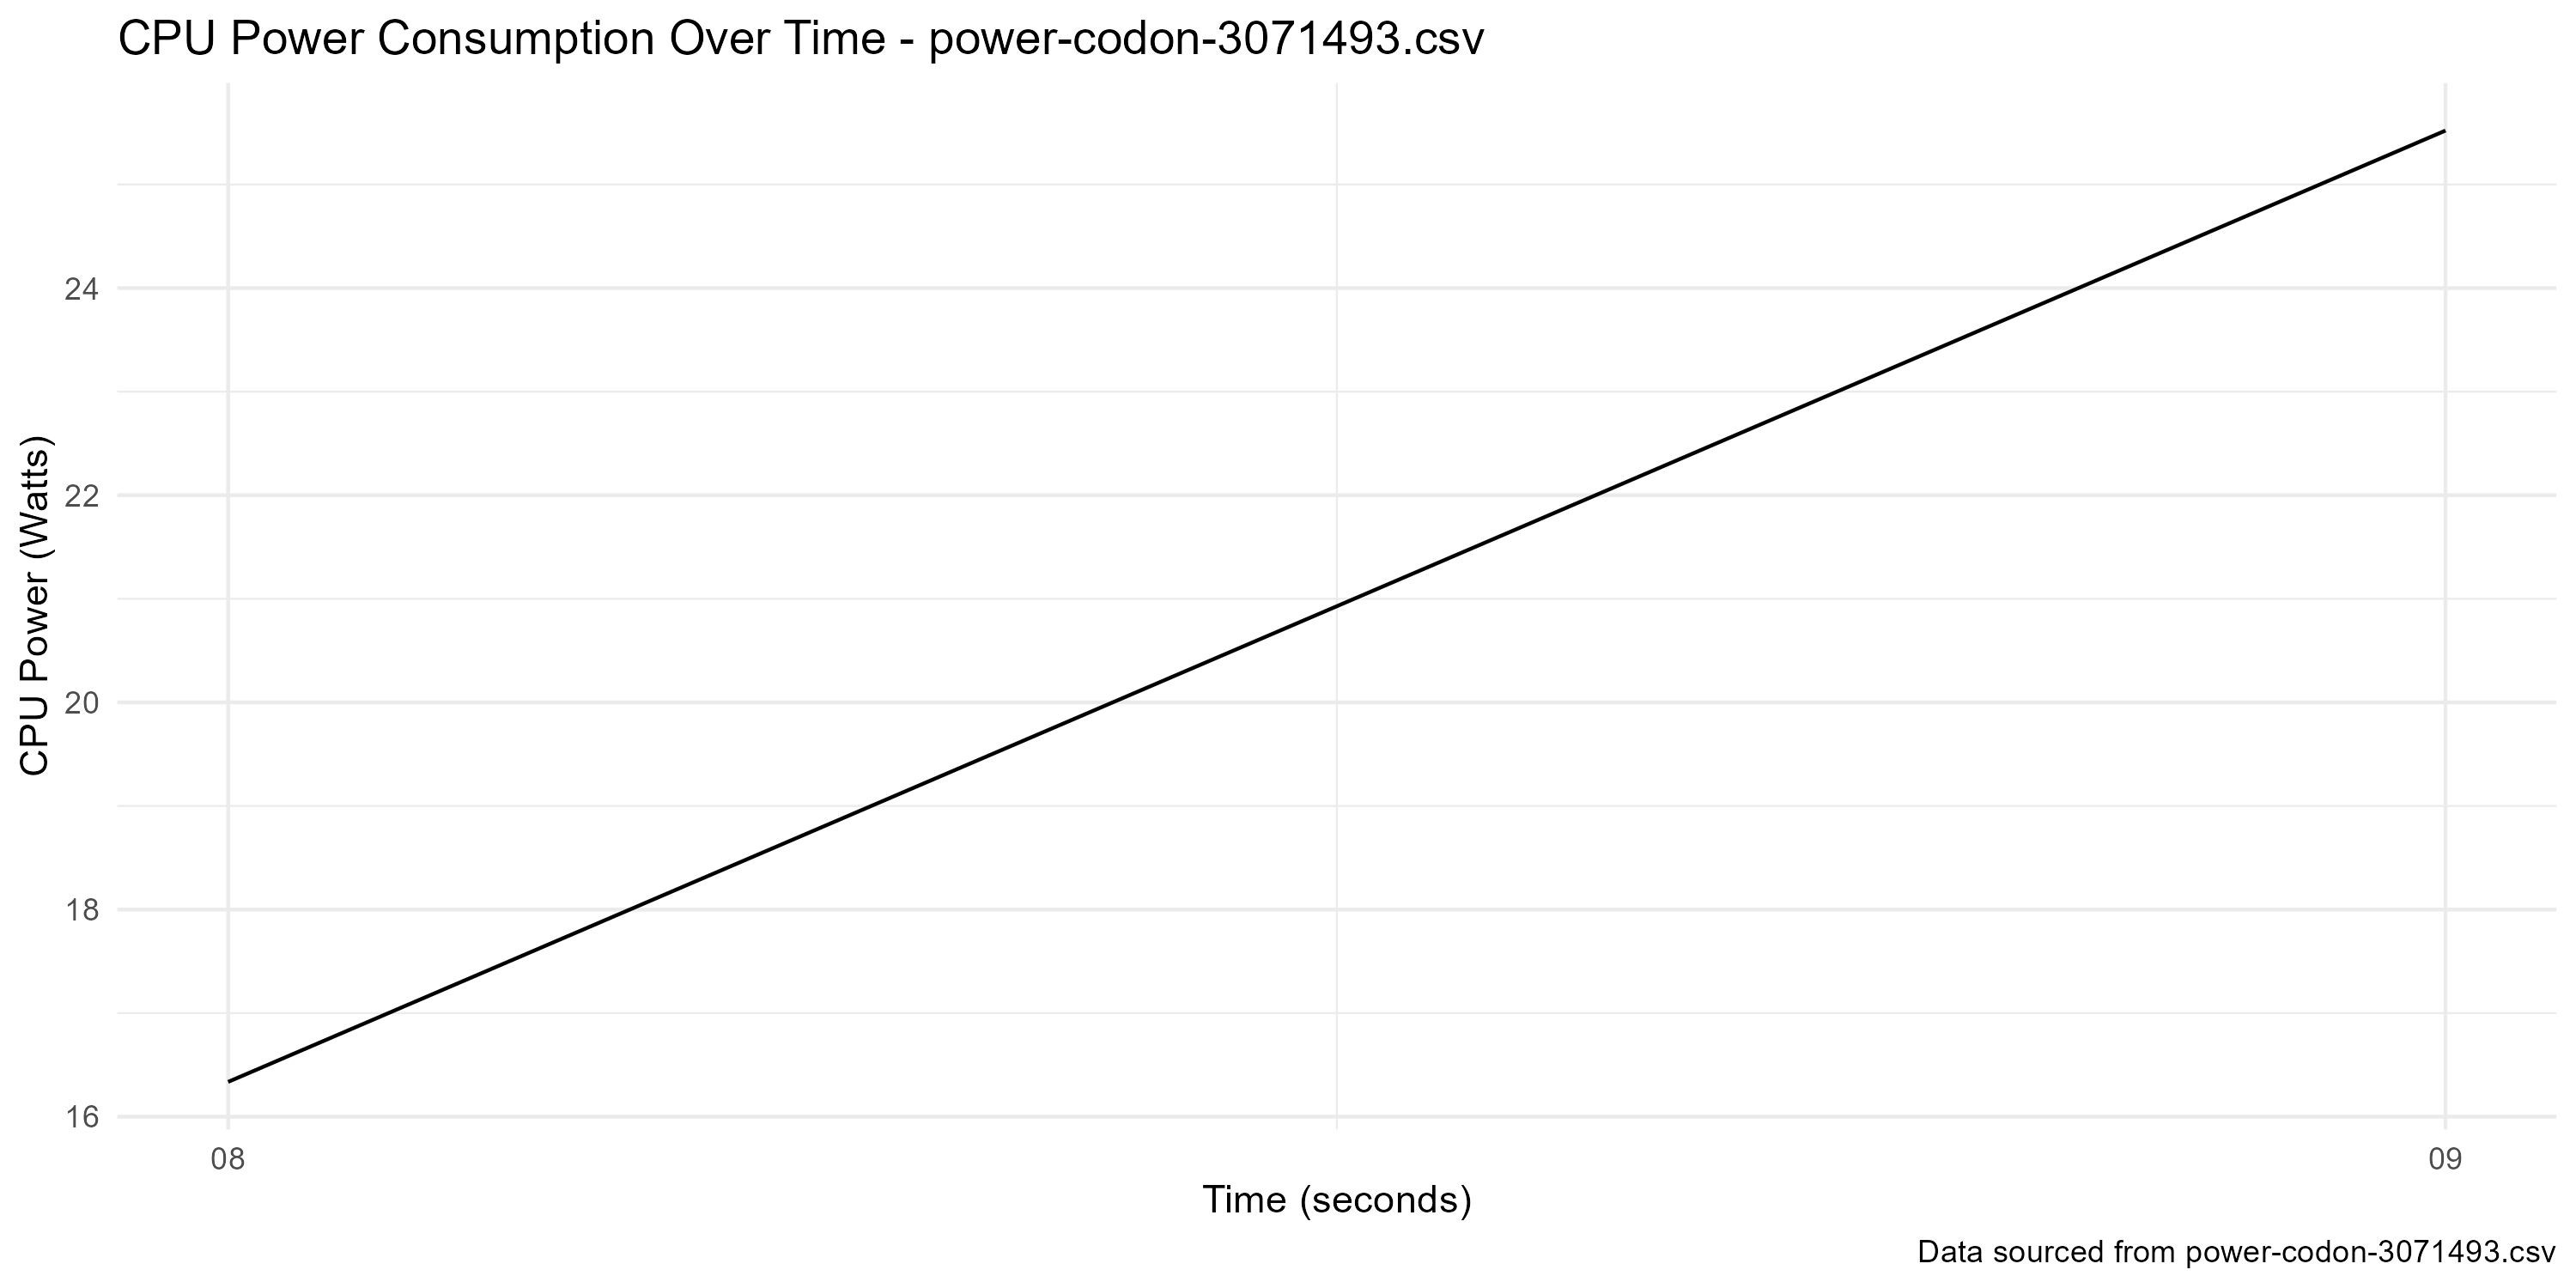 CPU Power Consumption Over Time - power-codon-3071493.csv
CPU Power (Watts)
24
22
20
18
16
08
09
Time (seconds)
Data sourced from power-codon-3071493.csv